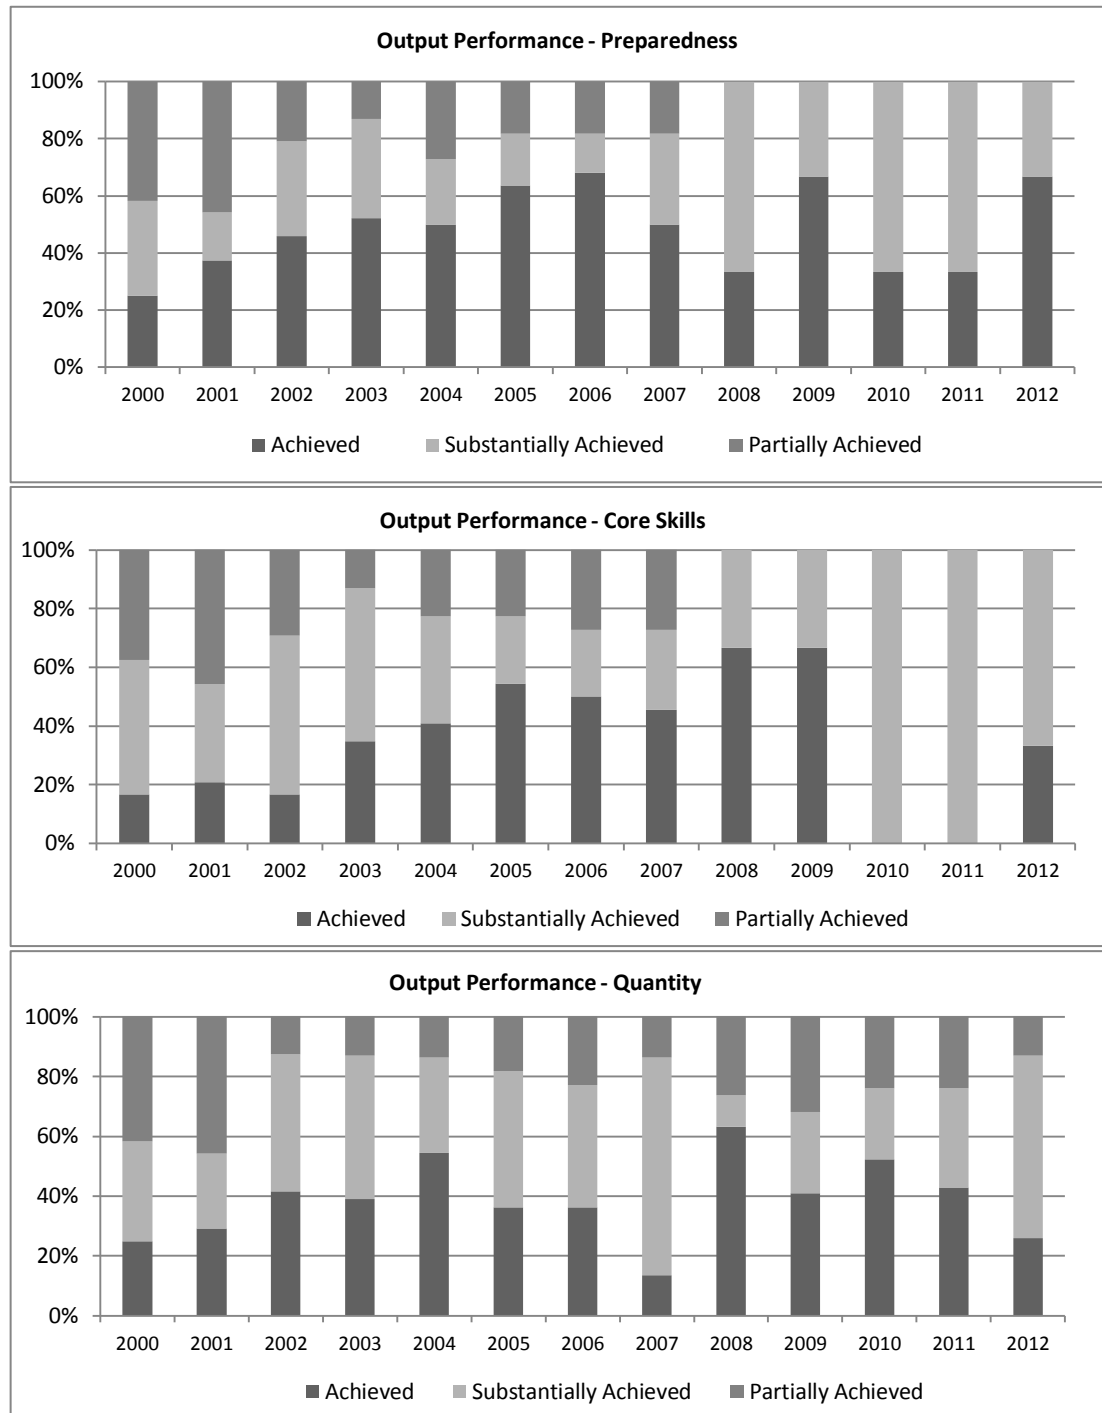 Output Performance - Preparedness
100%
80%
60%
40%
20%
0%
2000 2001 2002 2003 2004 2005 2006 2007 2008 2009 2010 2011 2012
Achieved Substantially Achieved Partially Achieved
Output Performance - Core Skills
100%
80%
60%
40%
20%
0%
2000 2001 2002 2003 2004 2005 2006 2007 2008 2009 2010 2011 2012
Achieved Substantially Achieved Partially Achieved
Output Performance - Quantity
100%
80%
60%
40%
20%
0%
2000 2001 2002 2003 2004 2005 2006 2007 2008 2009 2010 2011 2012
Achieved Substantially Achieved Partially Achieved